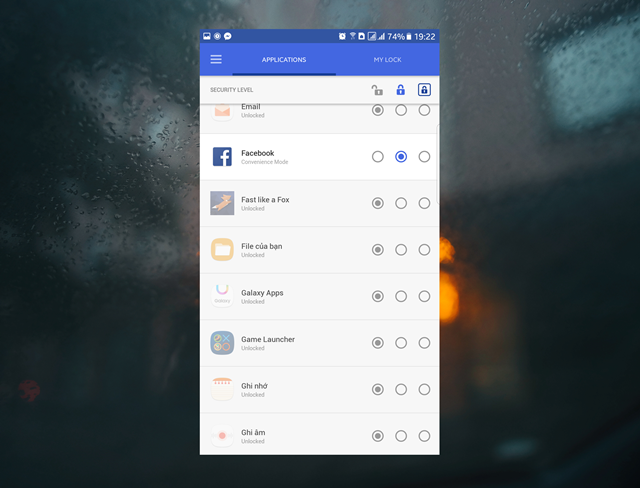 74% 19:22
APPLICATIONS MY LOCK
SECURITY LEVEL
Email
Unlocked
Facebook
Convenience Mode
Fast like a Fox
Unlocked
File của bạn
Unlocked
Galaxy Apps
Unlocked
Game Launcher
Unlocked
Ghi nhớ
Unlocked
Ghi âm
Unlocked